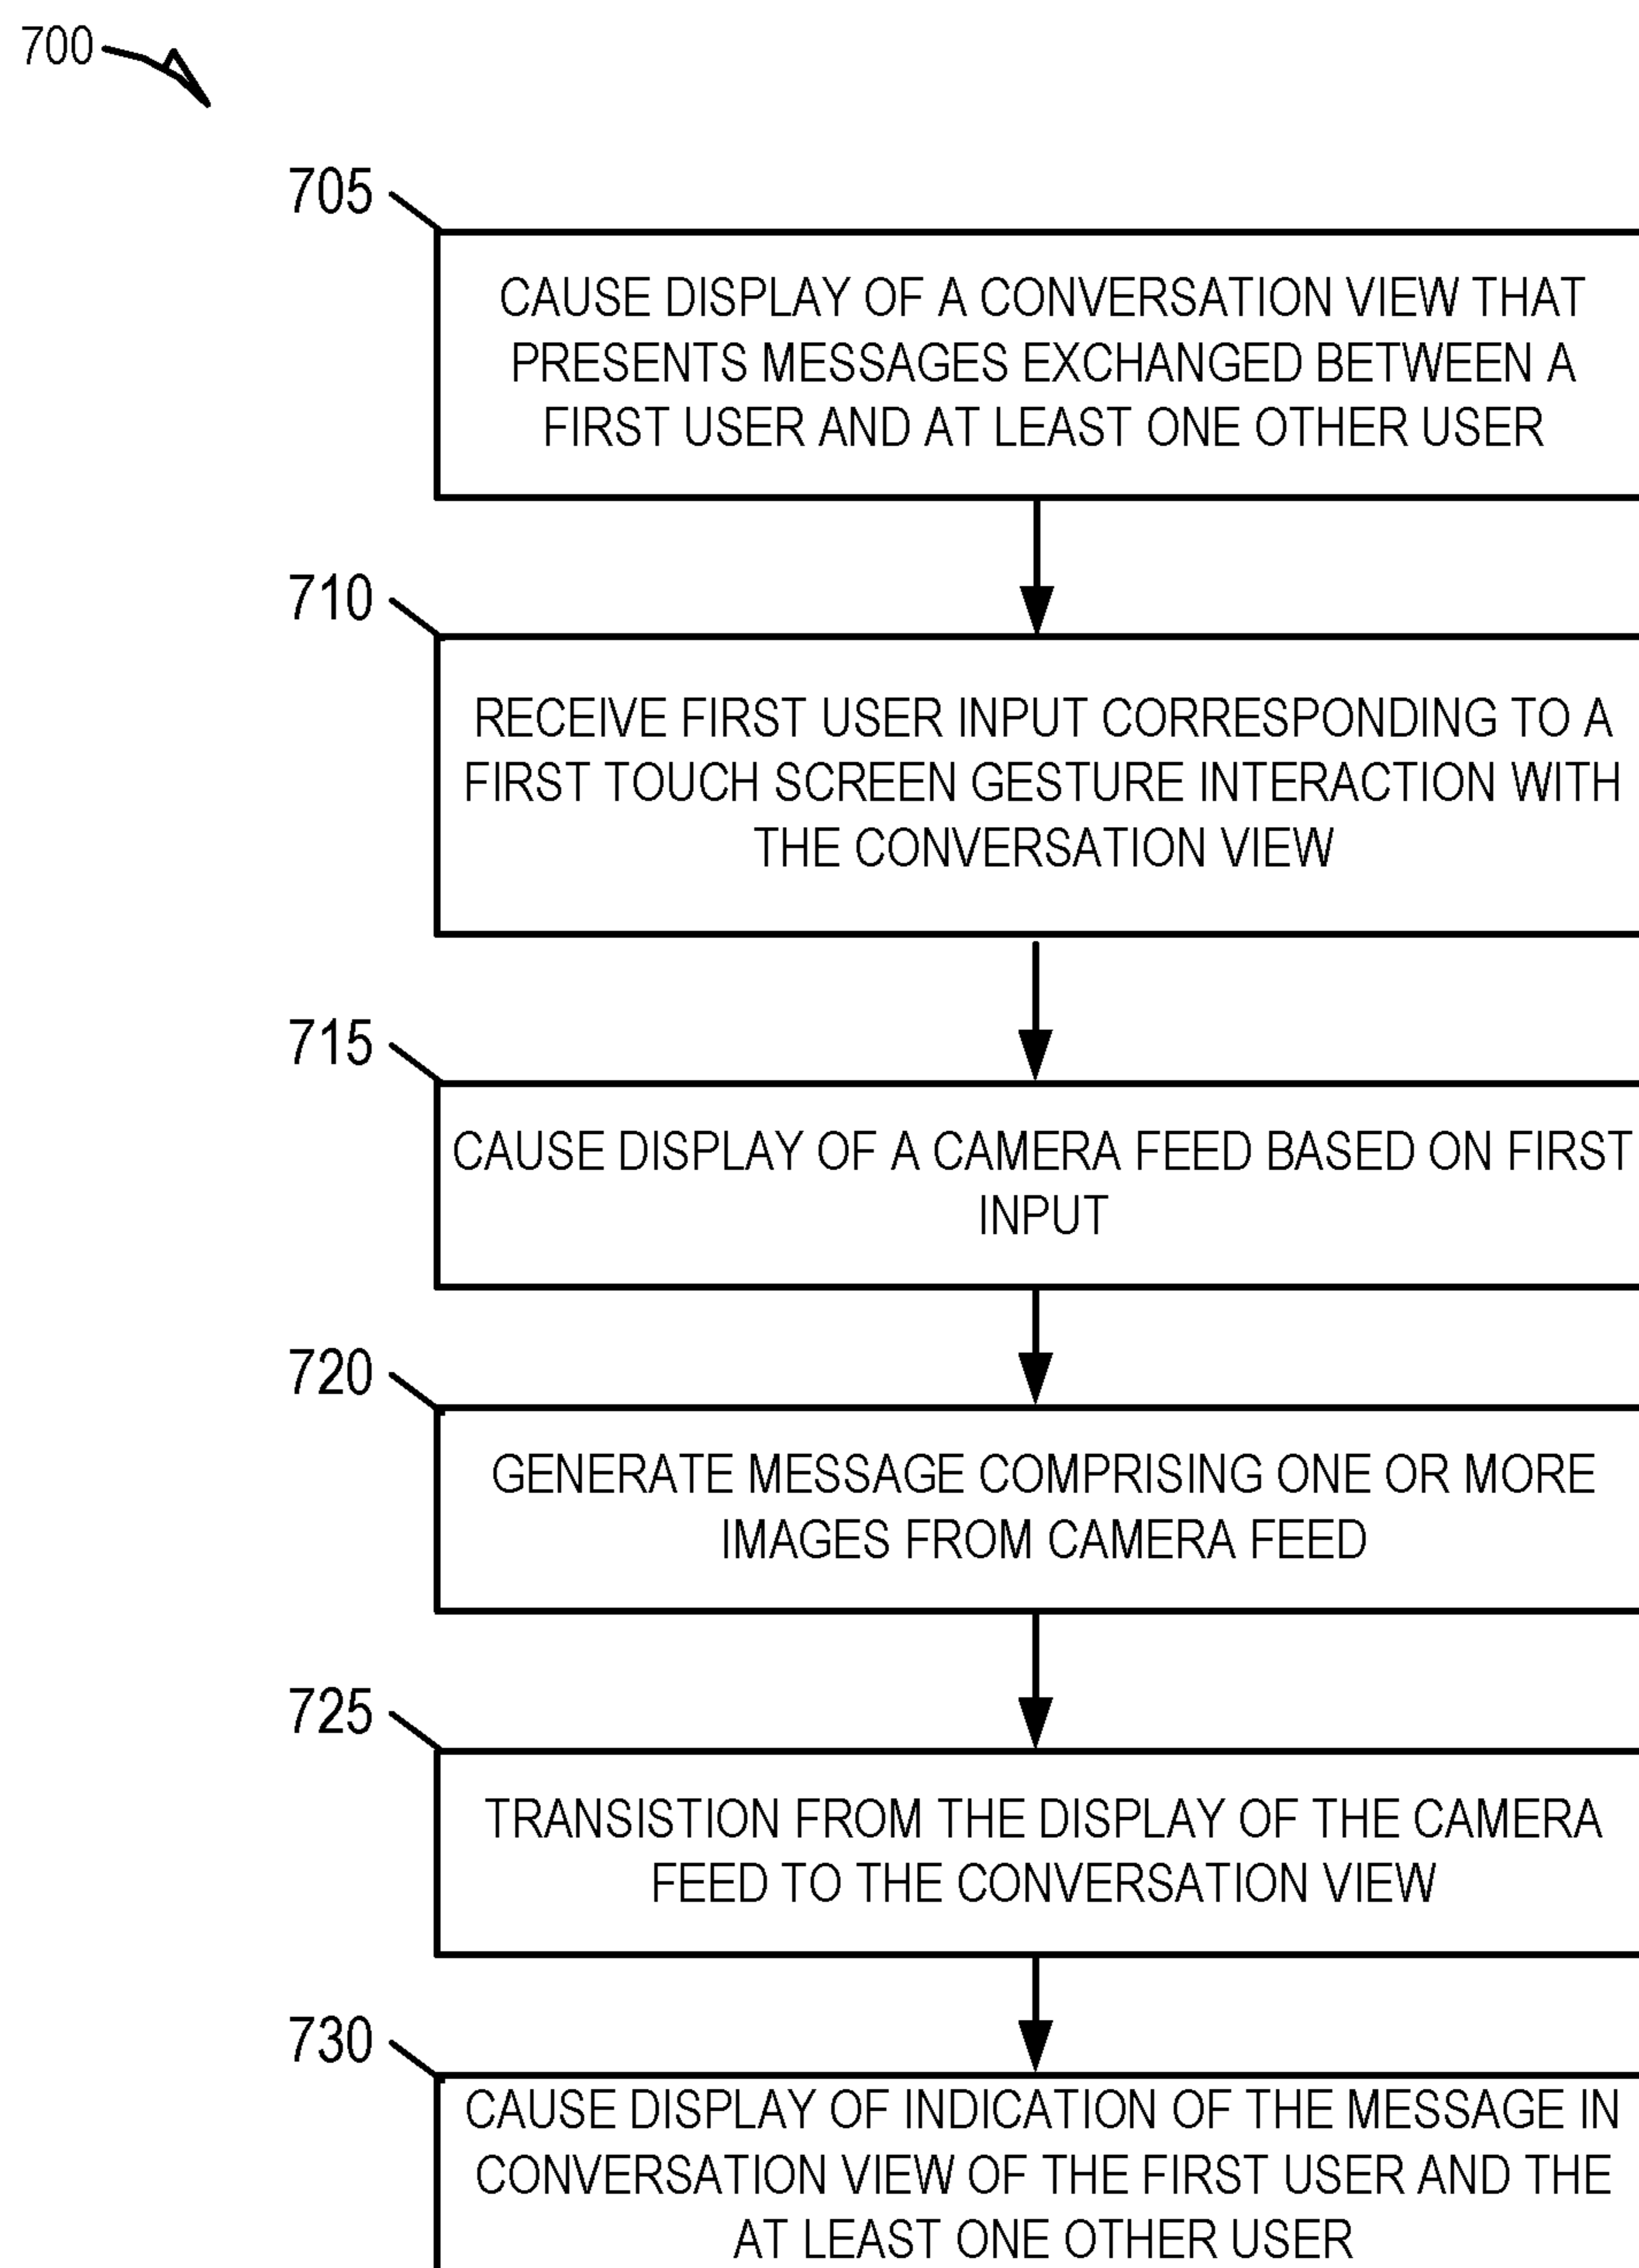 700
705
CAUSE DISPLAY OF A CONVERSATION VIEW THAT
PRESENTS MESSAGES EXCHANGED BETWEEN A
FIRST USER AND AT LEAST ONE OTHER USER
710
RECEIVE FIRST USER INPUT CORRESPONDING TO A
FIRST TOUCH SCREEN GESTURE INTERACTION WITH
THE CONVERSATION VIEW
715
CAUSE DISPLAY OF A CAMERA FEED BASED ON FIRST
INPUT
720
GENERATE MESSAGE COMPRISING ONE OR MORE
IMAGES FROM CAMERA FEED
725
TRANSISTION FROM THE DISPLAY OF THE CAMERA
FEED TO THE CONVERSATION VIEW
730
CAUSE DISPLAY OF INDICATION OF THE MESSAGE IN
CONVERSATION VIEW OF THE FIRST USER AND THE
AT LEAST ONE OTHER USER